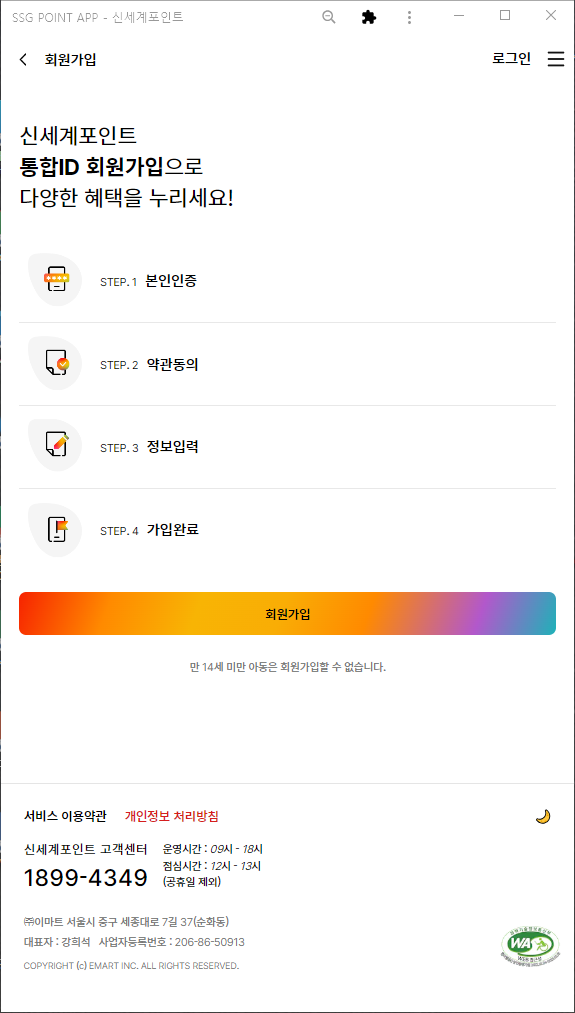 SSG POINT APP - 신세계포인트
회원가입
로그인
신세계포인트
통합ID 회원가입으로
다양한 혜택을 누리세요!
STEP. 1 본인인증
STEP. 2 약관동의
STEP. 3 정보입력
STEP. 4 가입완료
회원가입
만 14세 미만 아동은 회원가입할 수 없습니다.
서비스 이용약관 개인정보 처리방침
신세계포인트 고객센터
1899-4349
운영시간 : 09시 - 18시
점심시간 : 12시 - 13시
(공휴일 제외)
㈜이마트 서울시 중구 세종대로 7길 37(순화동)
대표자 : 강희석 사업자등록번호 : 206-86-50913
COPYRIGHT (c) EMART INC. ALL RIGHTS RESERVED.
WA